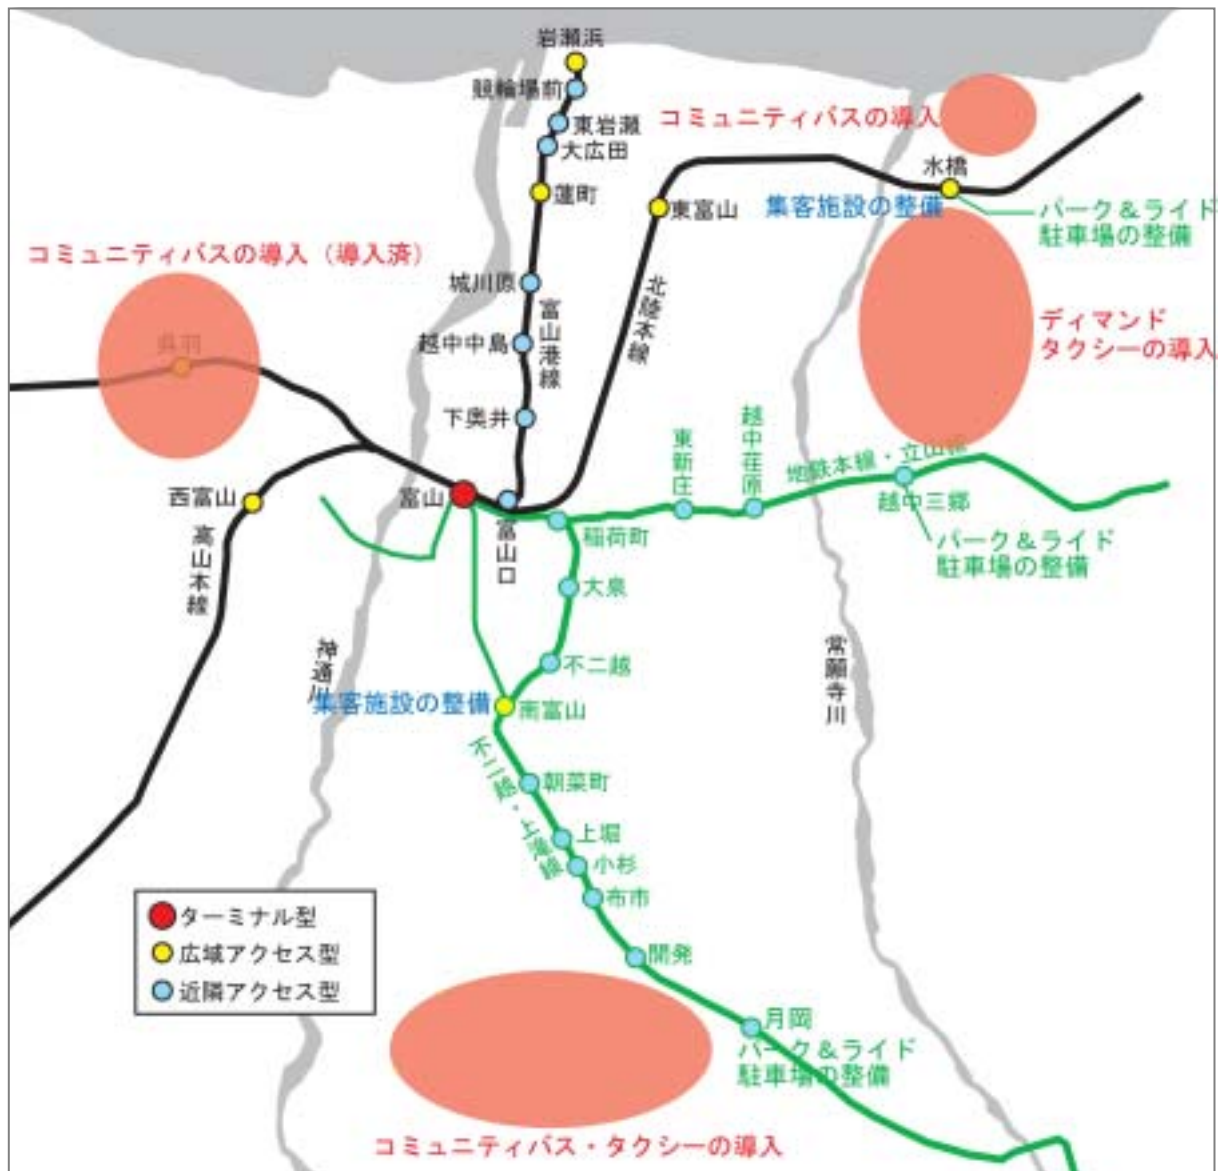 岩瀬浜
競輪場前
コミュニティバスの導入
東岩瀬
大広田
水橋
蓮町
東富山
集客施設の整備
パーク＆ライド
駐車場の整備
コミュニティバスの導入（導入済）
城川原
富山港線
北陸本線
ディマンド
タクシーの導入
越中中島
呉羽
下奥井
越中荘原
東新庄
地鉄本線・立山線
西富山
富山
越中三郷
富山口
稲荷町
高山本線
パーク＆ライド
駐車場の整備
大泉
神通川
常願寺川
不二越
集客施設の整備
南富山
不二越・上滝線
朝菜町
上堀
小杉
布市
ターミナル型
広域アクセス型
近隣アクセス型
開発
月岡
パーク＆ライド
駐車場の整備
コミュニティバス・タクシーの導入